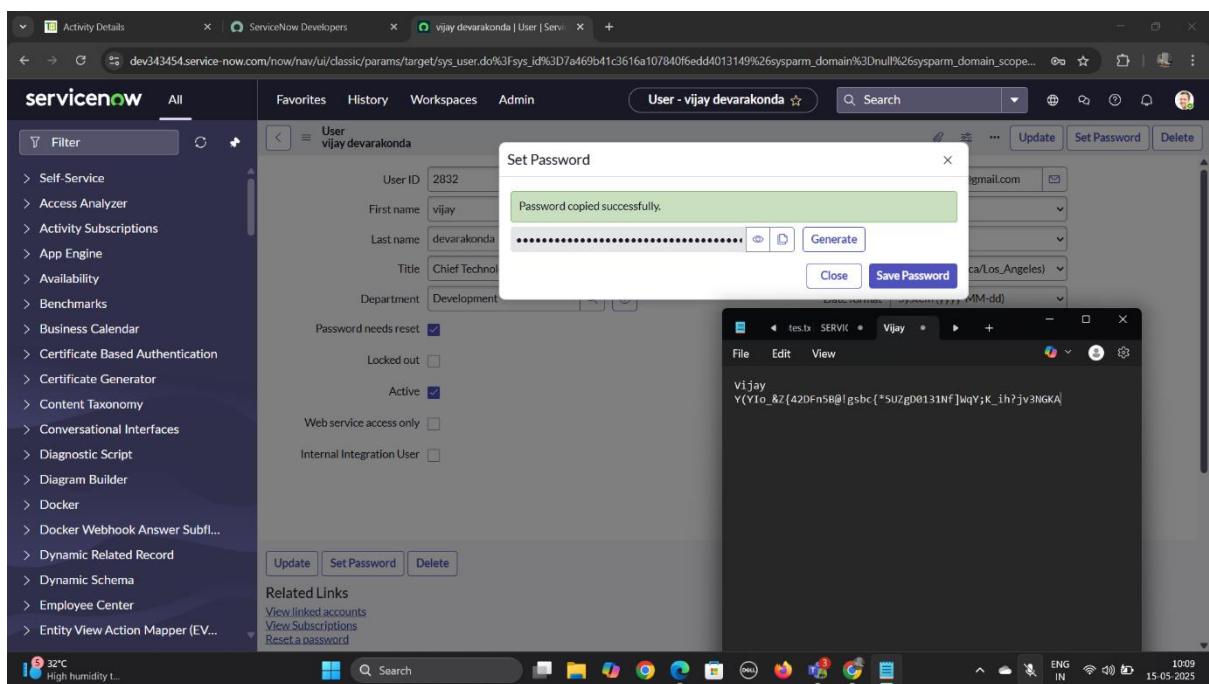 Activity Details
ServiceNow Developers
vijay devarakonda | User | Servi
dev343454.service-now.com/now/nav/ui/classic/params/target/sys_user.do%3Fsys_id%3D7a469b41c3616a107840f6edd4013149%26sysparm_domain%3Dnull%26sysparm_domain_scope...
servicenow
All
Favorites
History
Workspaces
Admin
User - vijay devarakonda
Search
Filter
User
vijay devarakonda
Update
Set Password
Delete
Self-Service
Access Analyzer
Activity Subscriptions
App Engine
Availability
Benchmarks
Business Calendar
Certificate Based Authentication
Certificate Generator
Content Taxonomy
Conversational Interfaces
Diagnostic Script
Diagram Builder
Docker
Docker Webhook Answer Subfl...
Dynamic Related Record
Dynamic Schema
Employee Center
Entity View Action Mapper (EV...
User ID 2832
First name vijay
Last name devarakonda
Title Chief Technol
Department Development
Password needs reset
Locked out
Active
Web service access only
Internal Integration User
@gmail.com
ca/Los_Angeles)
Date format System (yyyy-MM-dd)
Set Password
Password copied successfully.
Generate
Close
Save Password
tes.tx SERVIC Vijay
File Edit View
Vijay
Y(YIo_&Z{42DFn5B@!gsbc{*5UZgD0131Nf]WqY;K_ih?jv3NGKA
Update
Set Password
Delete
Related Links
View linked accounts
View Subscriptions
Reset a password
5
32°C
High humidity t...
Search
DELL
ENG
IN
10:09
15-05-2025